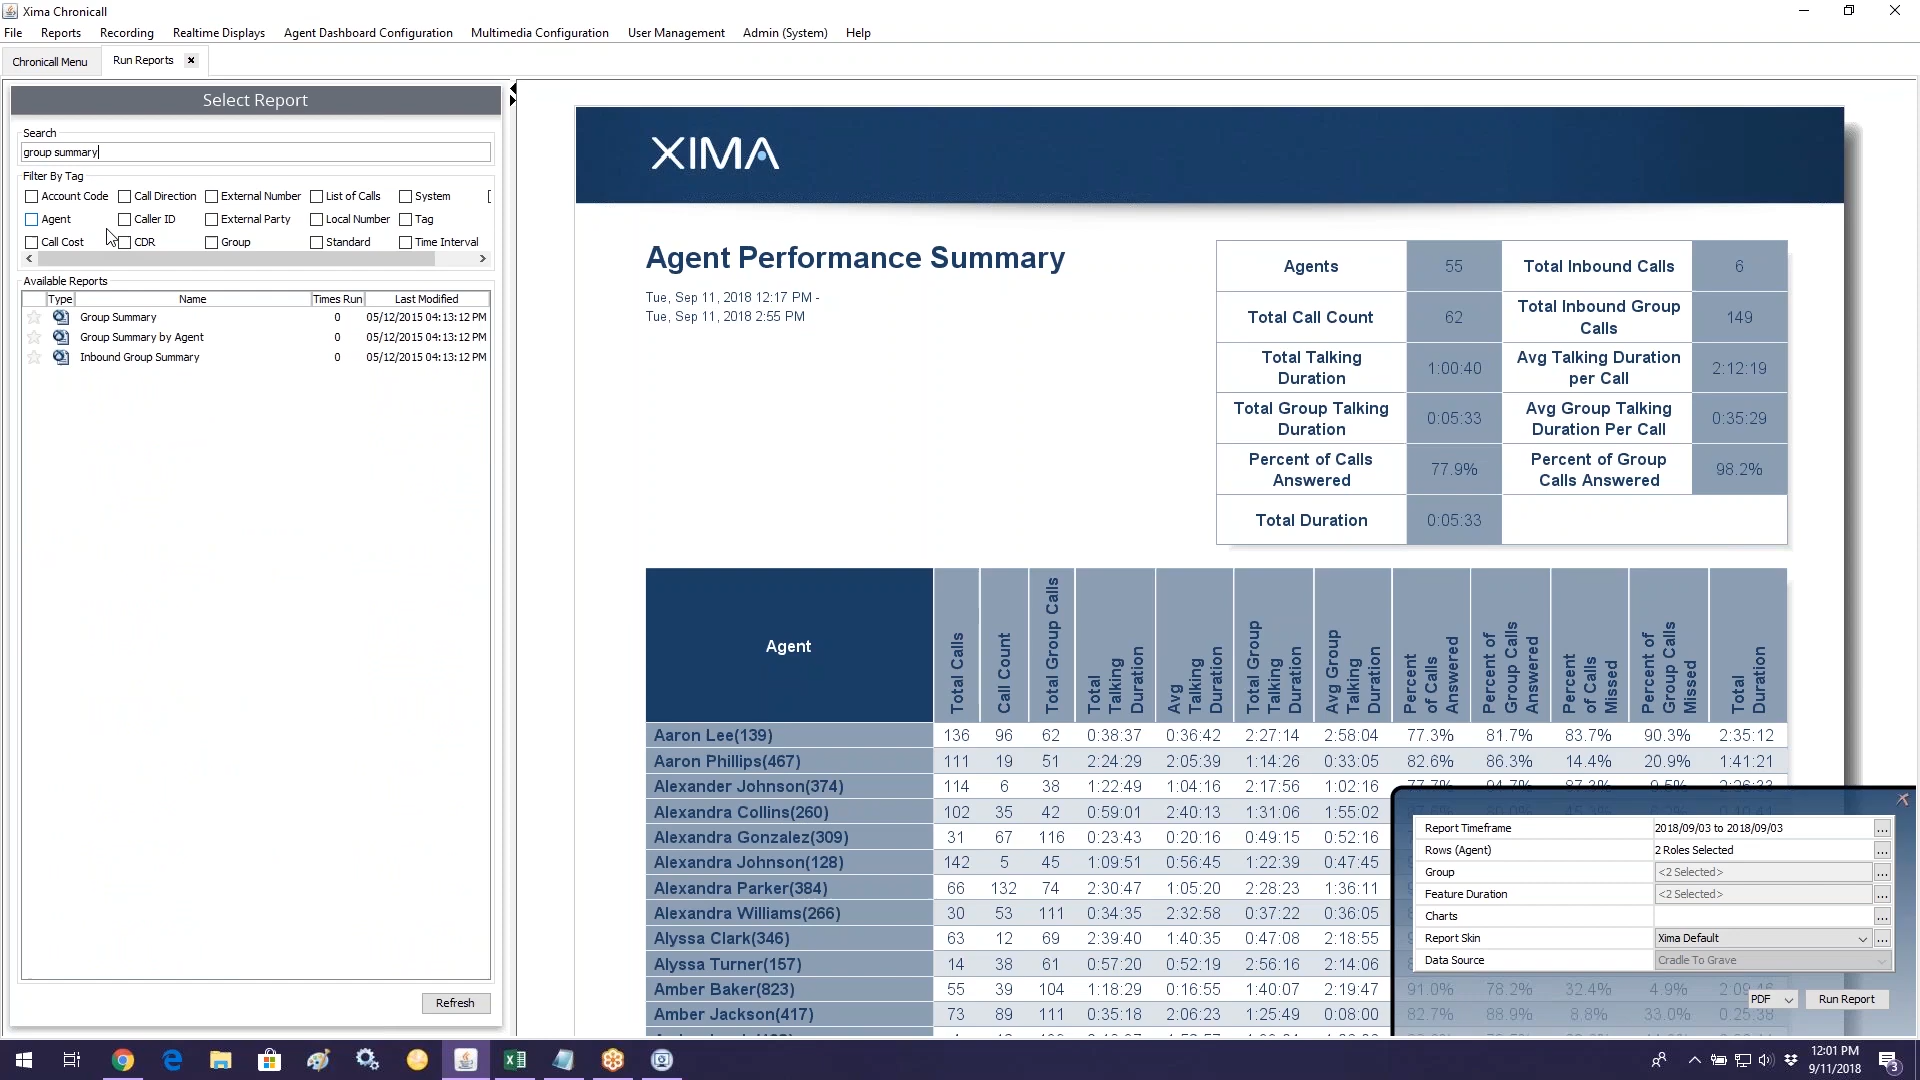 Xima Chronicall
File Reports Recording Realtime Displays Agent Dashboard Configuration Multimedia Configuration User Management Admin (System) Help
Chronicall Menu Run Reports
Select Report
Search
group summary
Filter By Tag
Account Code Call Direction External Number List of Calls System
Agent Caller ID External Party Local Number Tag
Call Cost CDR Group Standard Time Interval
Available Reports
Type Name Times Run Last Modified
Group Summary 0 05/12/2015 04:13:12 PM
Group Summary by Agent 0 05/12/2015 04:13:12 PM
Inbound Group Summary 0 05/12/2015 04:13:12 PM
Refresh
XIMA
Agent Performance Summary
Tue, Sep 11, 2018 12:17 PM -
Tue, Sep 11, 2018 2:55 PM
Agents 55 Total Inbound Calls 6
Total Call Count 62 Total Inbound Group Calls 149
Total Talking Duration 1:00:40 Avg Talking Duration per Call 2:12:19
Total Group Talking Duration 0:05:33 Avg Group Talking Duration Per Call 0:35:29
Percent of Calls Answered 77.9% Percent of Group Calls Answered 98.2%
Total Duration 0:05:33
Agent Total Calls Call Count Total Group Calls Total Talking Duration Avg Talking Duration Total Group Talking Duration Avg Group Talking Duration Percent of Calls Answered Percent of Group Calls Answered Percent of Calls Missed Percent of Group Calls Missed Total Duration
Aaron Lee(139) 136 96 62 0:38:37 0:36:42 2:27:14 2:58:04 77.3% 81.7% 83.7% 90.3% 2:35:12
Aaron Phillips(467) 111 19 51 2:24:29 2:05:39 1:14:26 0:33:05 82.6% 86.3% 14.4% 20.9% 1:41:21
Alexander Johnson(374) 114 6 38 1:22:49 1:04:16 2:17:56 1:02:16
Alexandra Collins(260) 102 35 42 0:59:01 2:40:13 1:31:06 1:55:02
Alexandra Gonzalez(309) 31 67 116 0:23:43 0:20:16 0:49:15 0:52:16
Alexandra Johnson(128) 142 5 45 1:09:51 0:56:45 1:22:39 0:47:45
Alexandra Parker(384) 66 132 74 2:30:47 1:05:20 2:28:23 1:36:11
Alexandra Williams(266) 30 53 111 0:34:35 2:32:58 0:37:22 0:36:05
Alyssa Clark(346) 63 12 69 2:39:40 1:40:35 0:47:08 2:18:55
Alyssa Turner(157) 14 38 61 0:57:20 0:52:19 2:56:16 2:14:06
Amber Baker(823) 55 39 104 1:18:29 0:16:55 1:40:07 2:19:47 91.0% 78.2% 32.4% 4.9%
Amber Jackson(417) 73 89 111 0:35:18 2:06:23 1:25:49 0:08:00 82.7% 88.9% 8.8% 33.0% 0:25:38
Report Timeframe 2018/09/03 to 2018/09/03 ...
Rows (Agent) 2 Roles Selected ...
Group <2 Selected> ...
Feature Duration <2 Selected> ...
Charts ...
Report Skin Xima Default ...
Data Source Cradle To Grave
PDF Run Report
12:01 PM
9/11/2018
3